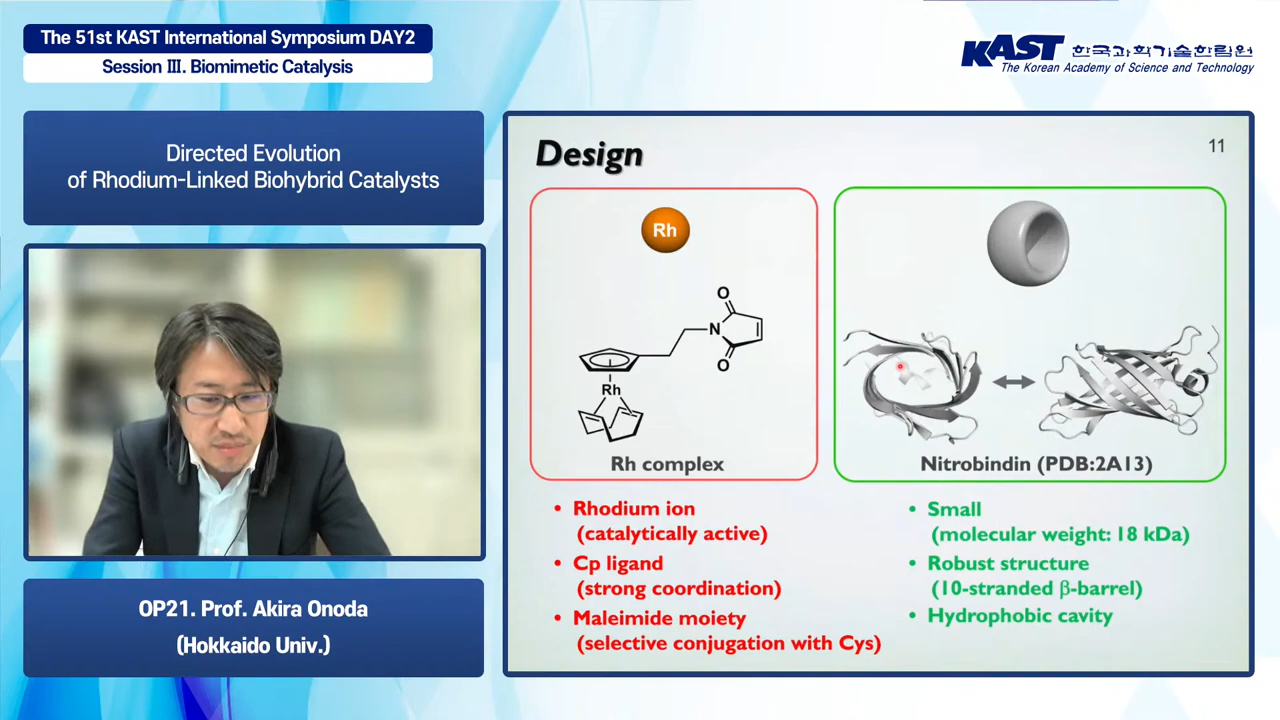 The 51st KAST International Symposium DAY2
Session Ⅲ. Biomimetic Catalysis
KAST 한국과학기술한림원
The Korean Academy of Science and Technology
Directed Evolution
of Rhodium-Linked Biohybrid Catalysts
OP21. Prof. Akira Onoda
(Hokkaido Univ.)
Design
11
Rh
O
N
O
Rh
Rh complex
Nitrobindin (PDB:2A13)
• Rhodium ion
(catalytically active)
• Cp ligand
(strong coordination)
• Maleimide moiety
(selective conjugation with Cys)
• Small
(molecular weight: 18 kDa)
• Robust structure
(10-stranded β-barrel)
• Hydrophobic cavity